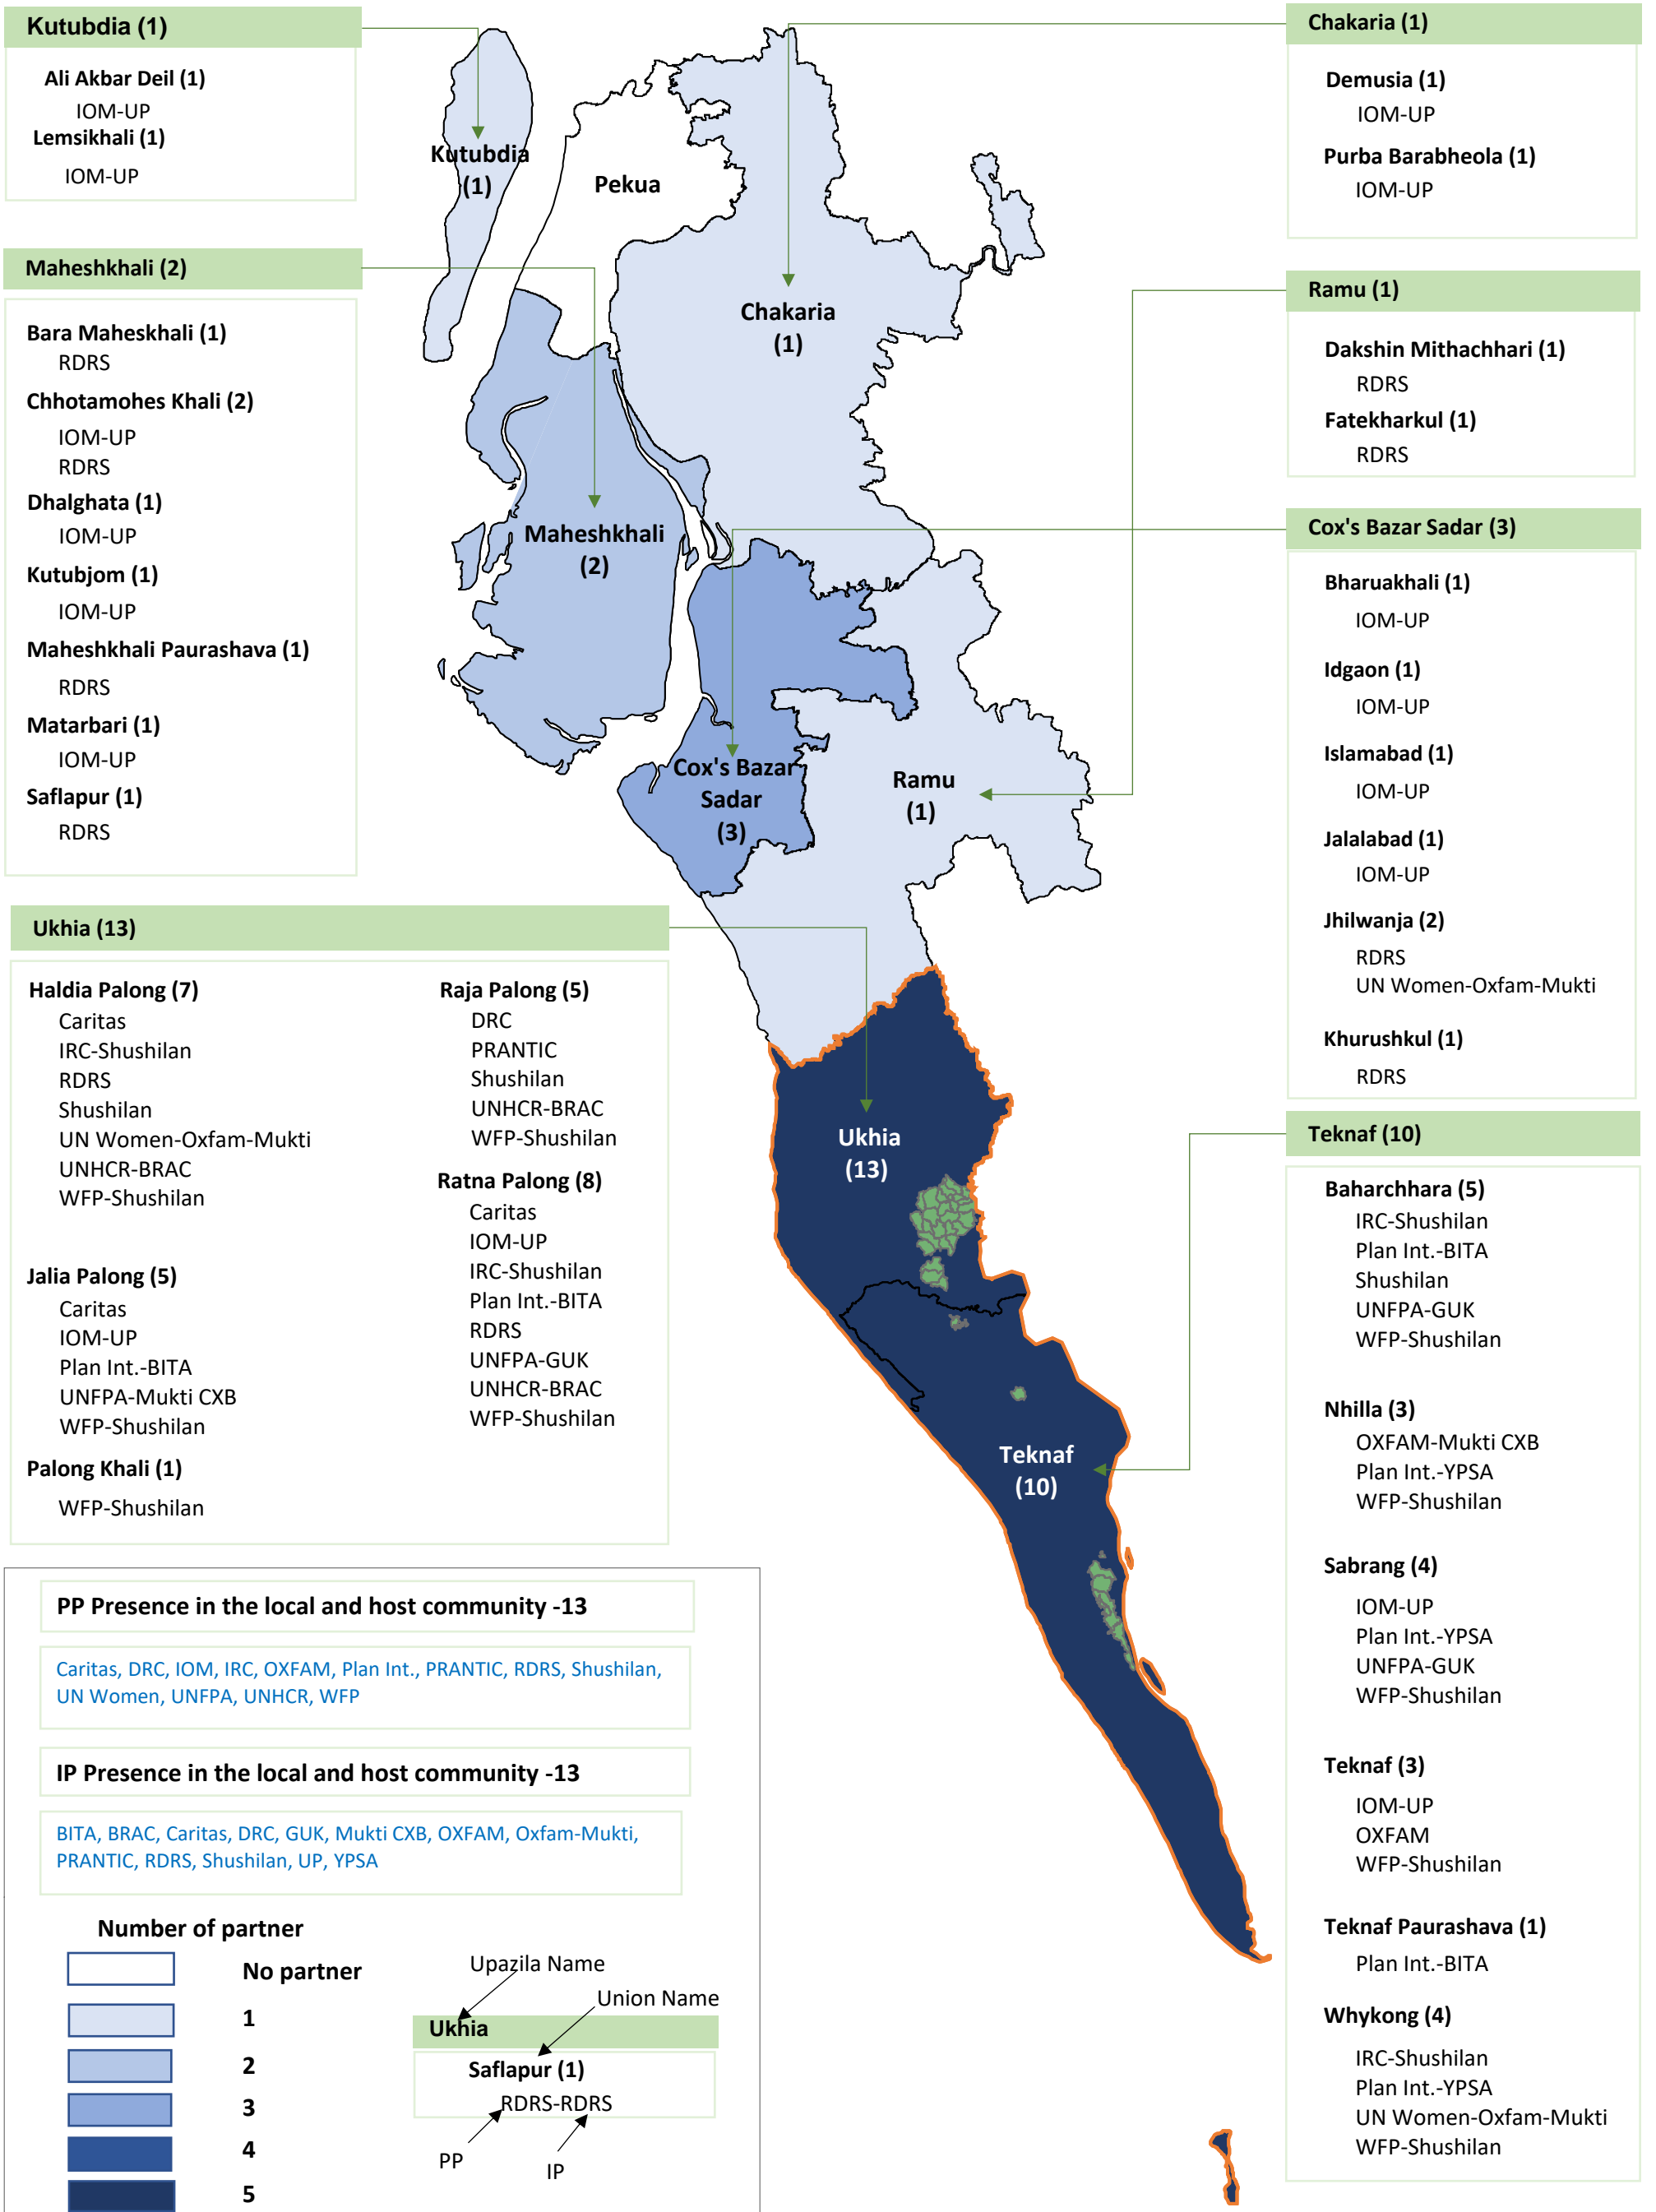 Kutubdia (1)
Ali Akbar Deil (1)
IOM-UP
Lemsikhali (1)
IOM-UP
Maheshkhali (2)
Bara Maheskhali (1)
RDRS
Chhotamohes Khali (2)
IOM-UP
RDRS
Dhalghata (1)
IOM-UP
Kutubjom (1)
IOM-UP
Maheshkhali Paurashava (1)
RDRS
Matarbari (1)
IOM-UP
Saflapur (1)
RDRS
Kutubdia
(1)
Pekua
Chakaria
(1)
Maheshkhali
(2)
Cox's Bazar
Sadar
(3)
Ramu
(1)
Ukhia
(13)
Teknaf
(10)
Chakaria (1)
Demusia (1)
IOM-UP
Purba Barabheola (1)
IOM-UP
Ramu (1)
Dakshin Mithachhari (1)
RDRS
Fatekharkul (1)
RDRS
Cox's Bazar Sadar (3)
Bharuakhali (1)
IOM-UP
Idgaon (1)
IOM-UP
Islamabad (1)
IOM-UP
Jalalabad (1)
IOM-UP
Jhilwanja (2)
RDRS
UN Women-Oxfam-Mukti
Khurushkul (1)
RDRS
Ukhia (13)
Haldia Palong (7)
Caritas
IRC-Shushilan
RDRS
Shushilan
UN Women-Oxfam-Mukti
UNHCR-BRAC
WFP-Shushilan
Jalia Palong (5)
Caritas
IOM-UP
Plan Int.-BITA
UNFPA-Mukti CXB
WFP-Shushilan
Palong Khali (1)
WFP-Shushilan
Raja Palong (5)
DRC
PRANTIC
Shushilan
UNHCR-BRAC
WFP-Shushilan
Ratna Palong (8)
Caritas
IOM-UP
IRC-Shushilan
Plan Int.-BITA
RDRS
UNFPA-GUK
UNHCR-BRAC
WFP-Shushilan
Teknaf (10)
Baharchhara (5)
IRC-Shushilan
Plan Int.-BITA
Shushilan
UNFPA-GUK
WFP-Shushilan
Nhilla (3)
OXFAM-Mukti CXB
Plan Int.-YPSA
WFP-Shushilan
Sabrang (4)
IOM-UP
Plan Int.-YPSA
UNFPA-GUK
WFP-Shushilan
Teknaf (3)
IOM-UP
OXFAM
WFP-Shushilan
Teknaf Paurashava (1)
Plan Int.-BITA
Whykong (4)
IRC-Shushilan
Plan Int.-YPSA
UN Women-Oxfam-Mukti
WFP-Shushilan
PP Presence in the local and host community -13
Caritas, DRC, IOM, IRC, OXFAM, Plan Int., PRANTIC, RDRS, Shushilan,
UN Women, UNFPA, UNHCR, WFP
IP Presence in the local and host community -13
BITA, BRAC, Caritas, DRC, GUK, Mukti CXB, OXFAM, Oxfam-Mukti,
PRANTIC, RDRS, Shushilan, UP, YPSA
Number of partner
No partner
1
2
3
4
5
Upazila Name
Union Name
Ukhia
Saflapur (1)
RDRS-RDRS
PP
IP